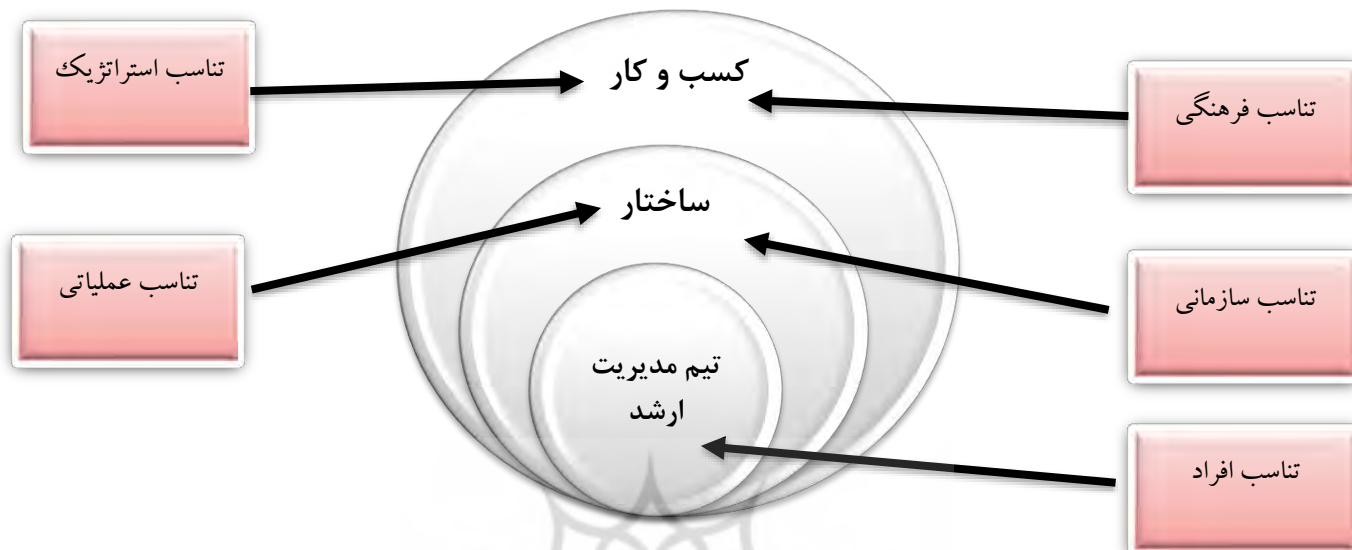 تناسب استراتژیک
کسب و کار
تناسب فرهنگی
ساختار
تناسب عملیاتی
تناسب سازمانی
تیم مدیریت
ارشد
تناسب افراد